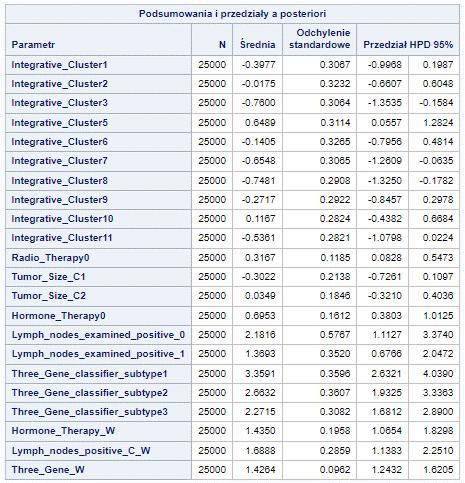 Podsumowania i przedziały a posteriori
Parametr N Średnia Odchylenie standardowe Przedział HPD 95%
Integrative_Cluster1 25000 -0.3977 0.3067 -0.9968 0.1987
Integrative_Cluster2 25000 -0.0175 0.3232 -0.6607 0.6048
Integrative_Cluster3 25000 -0.7600 0.3064 -1.3535 -0.1584
Integrative_Cluster5 25000 0.6489 0.3114 0.0557 1.2824
Integrative_Cluster6 25000 -0.1405 0.3265 -0.7956 0.4814
Integrative_Cluster7 25000 -0.6548 0.3065 -1.2609 -0.0635
Integrative_Cluster8 25000 -0.7481 0.2908 -1.3250 -0.1782
Integrative_Cluster9 25000 -0.2717 0.2922 -0.8457 0.2978
Integrative_Cluster10 25000 0.1167 0.2824 -0.4382 0.6684
Integrative_Cluster11 25000 -0.5361 0.2821 -1.0798 0.0224
Radio_Therapy0 25000 0.3167 0.1185 0.0828 0.5473
Tumor_Size_C1 25000 -0.3022 0.2138 -0.7261 0.1097
Tumor_Size_C2 25000 0.0349 0.1846 -0.3210 0.4036
Hormone_Therapy0 25000 0.6953 0.1612 0.3803 1.0125
Lymph_nodes_examined_positive_0 25000 2.1816 0.5767 1.1127 3.3740
Lymph_nodes_examined_positive_1 25000 1.3693 0.3520 0.6766 2.0472
Three_Gene_classifier_subtype1 25000 3.3591 0.3596 2.6321 4.0390
Three_Gene_classifier_subtype2 25000 2.6632 0.3607 1.9325 3.3363
Three_Gene_classifier_subtype3 25000 2.2715 0.3082 1.6812 2.8900
Hormone_Therapy_W 25000 1.4350 0.1958 1.0654 1.8298
Lymph_nodes_positive_C_W 25000 1.6888 0.2859 1.1383 2.2510
Three_Gene_W 25000 1.4264 0.0962 1.2432 1.6205